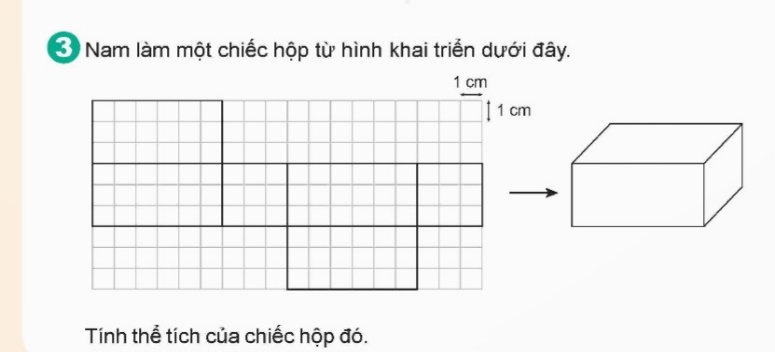 3 Nam làm một chiếc hộp từ hình khai triển dưới đây.
1 cm
1 cm
Tính thể tích của chiếc hộp đó.